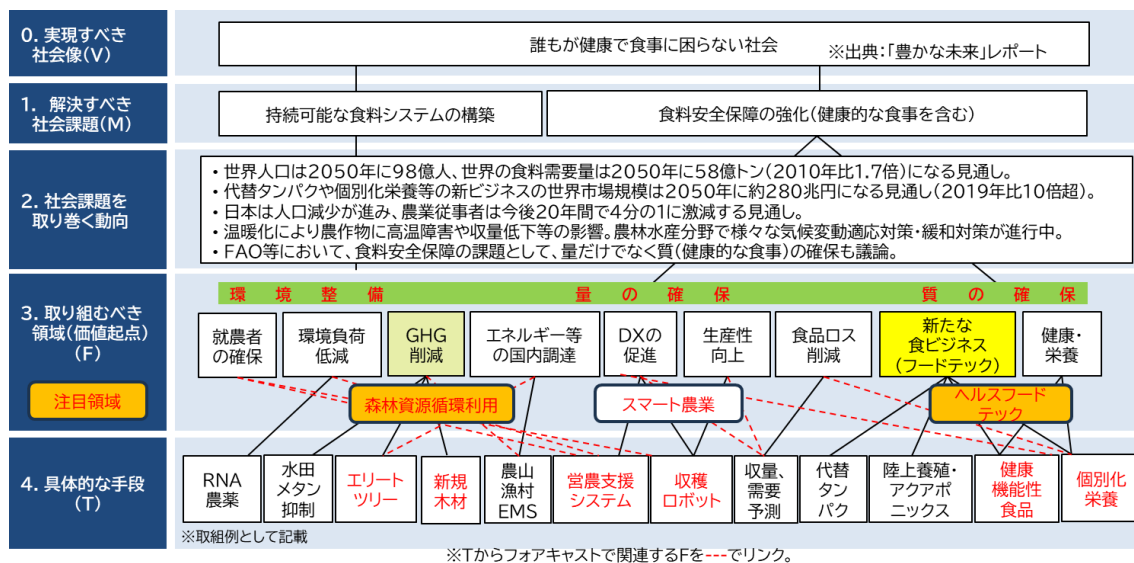 0．実現すべき
社会像(V)
誰もが健康で食事に困らない社会
※出典：「豊かな未来」レポート
1． 解決すべき
社会課題(M)
持続可能な食料システムの構築
食料安全保障の強化(健康的な食事を含む)
2．社会課題を
取り巻く動向
・世界人口は2050年に98億人、世界の食料需要量は2050年に58億トン(2010年比1.7倍)になる見通し。
・代替タンパクや個別化栄養等の新ビジネスの世界市場規模は2050年に約280兆円になる見通し(2019年比10倍超)。
・日本は人口減少が進み、農業従事者は今後20年間で4分の1に激減する見通し。
・温暖化により農作物に高温障害や収量低下等の影響。農林水産分野で様々な気候変動適応対策・緩和対策が進行中。
・FAO等において、食料安全保障の課題として、量だけでなく質(健康的な食事)の確保も議論。
3．取り組むべき
領域(価値起点)
(F)
注目領域
環境整備
量の確保
質の確保
就農者
の確保
環境負荷
低減
GHG
削減
エネルギー等
の国内調達
DXの
促進
生産性
向上
食品ロス
削減
新たな
食ビジネス
(フードテック)
健康・
栄養
森林資源循環利用
スマート農業
ヘルスフード
テック
4．具体的な手段
(T)
RNA
農薬
水田
メタン
抑制
エリート
ツリー
新規
木材
農山
漁村
EMS
営農支援
システム
収穫
ロボット
収量、
需要
予測
代替
タン
パク
陸上養殖・
アクアポ
ニックス
健康
機能性
食品
個別化
栄養
※取組例として記載
※Tからフォアキャストで関連するFを---でリンク。